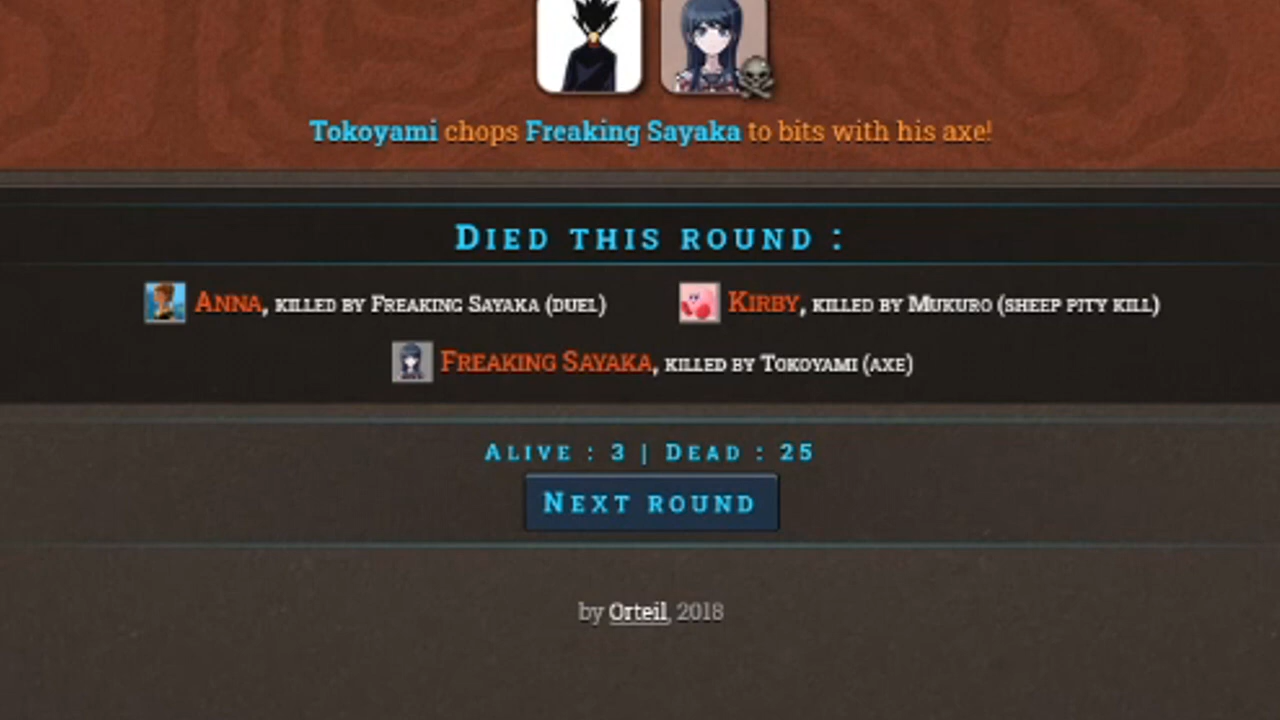 Tokoyami chops Freaking Sayaka to bits with his axe!
Died this round :
Anna, killed by Freaking Sayaka (duel) Kirby, killed by Mukuro (sheep pity kill)
Freaking Sayaka, killed by Tokoyami (axe)
Alive : 3 | Dead : 25
Next round
by Orteil, 2018